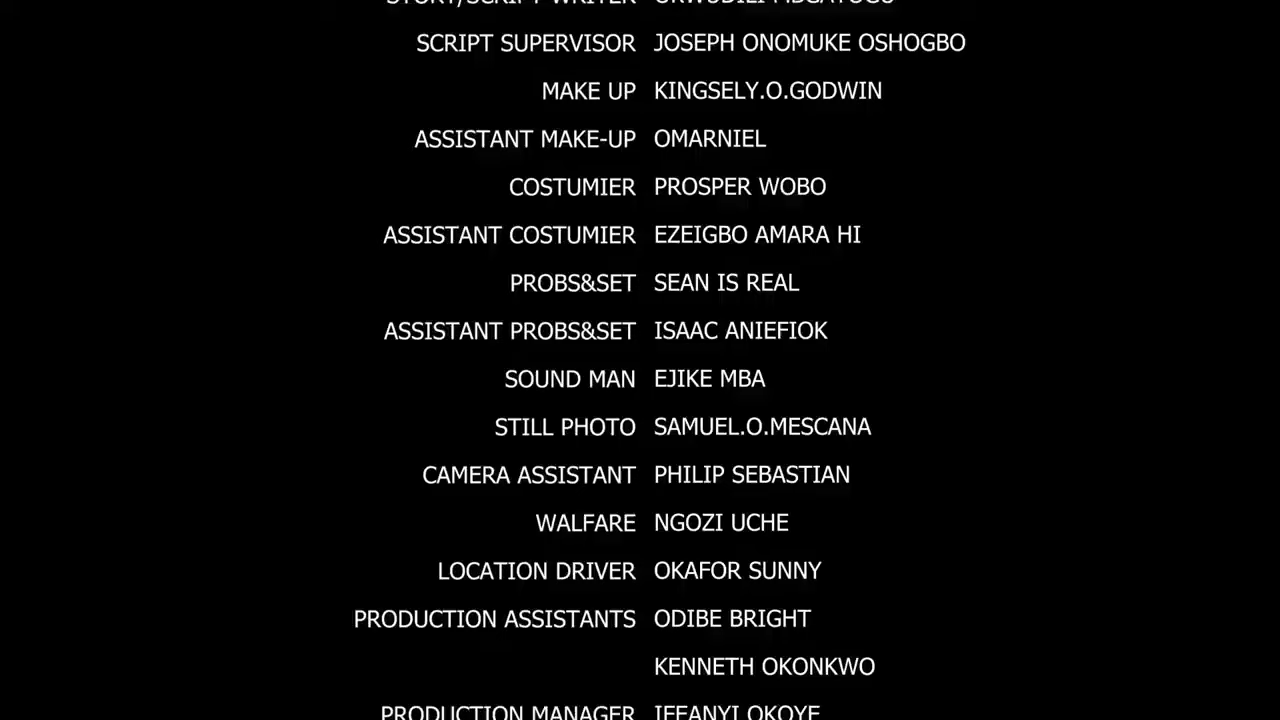 STORY/SCRIPT WRITER
SCRIPT SUPERVISOR JOSEPH ONOMUKE OSHOGBO
MAKE UP KINGSELY.O.GODWIN
ASSISTANT MAKE-UP OMARNIEL
COSTUMIER PROSPER WOBO
ASSISTANT COSTUMIER EZEIGBO AMARA HI
PROBS&SET SEAN IS REAL
ASSISTANT PROBS&SET ISAAC ANIEFIOK
SOUND MAN EJIKE MBA
STILL PHOTO SAMUEL.O.MESCANA
CAMERA ASSISTANT PHILIP SEBASTIAN
WALFARE NGOZI UCHE
LOCATION DRIVER OKAFOR SUNNY
PRODUCTION ASSISTANTS ODIBE BRIGHT
KENNETH OKONKWO
PRODUCTION MANAGER IFEANYI OKOYE